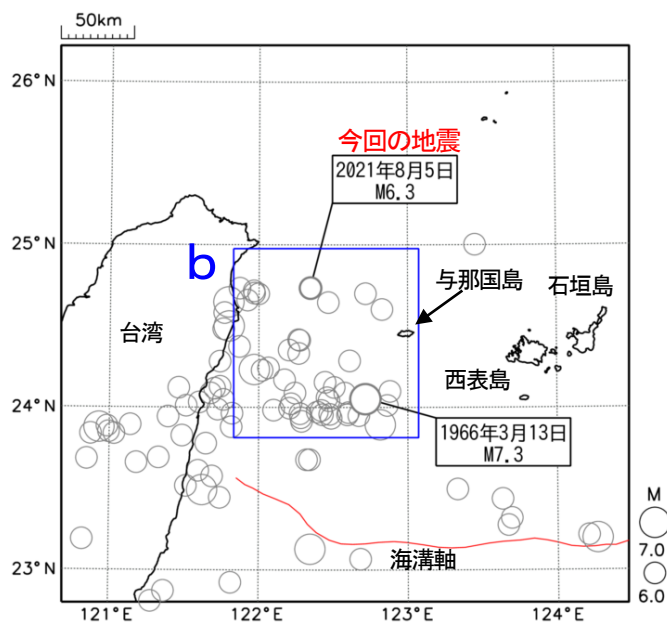 50km
26°N
今回の地震
2021年8月5日
M6.3
25°N
b
与那国島
石垣島
台湾
西表島
24°N
1966年3月13日
M7.3
M
7.0
海溝軸
23°N
6.0
121°E
122°E
123°E
124°E